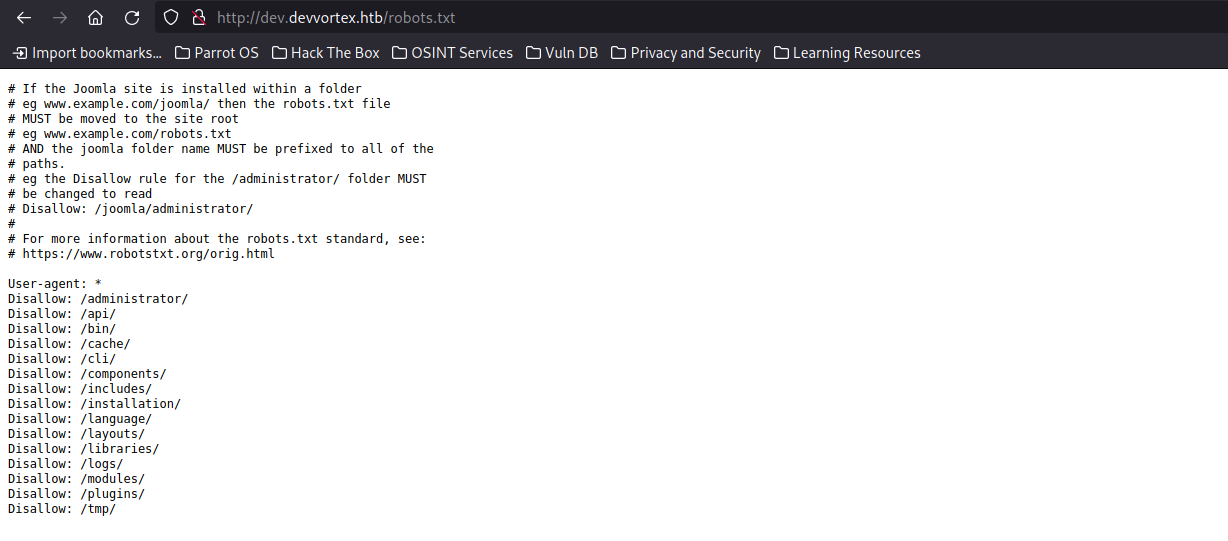 http://dev.devvortex.htb/robots.txt
Import bookmarks... Parrot OS Hack The Box OSINT Services Vuln DB Privacy and Security Learning Resources
# If the Joomla site is installed within a folder
# eg www.example.com/joomla/ then the robots.txt file
# MUST be moved to the site root
# eg www.example.com/robots.txt
# AND the joomla folder name MUST be prefixed to all of the
# paths.
# eg the Disallow rule for the /administrator/ folder MUST
# be changed to read
# Disallow: /joomla/administrator/
#
# For more information about the robots.txt standard, see:
# https://www.robotstxt.org/orig.html
User-agent: *
Disallow: /administrator/
Disallow: /api/
Disallow: /bin/
Disallow: /cache/
Disallow: /cli/
Disallow: /components/
Disallow: /includes/
Disallow: /installation/
Disallow: /language/
Disallow: /layouts/
Disallow: /libraries/
Disallow: /logs/
Disallow: /modules/
Disallow: /plugins/
Disallow: /tmp/